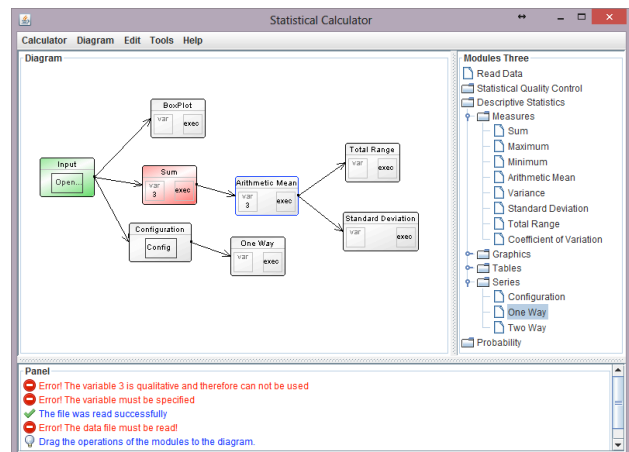 Statistical Calculator
Calculator Diagram Edit Tools Help
Diagram
BoxPlot
var exec
Input
Open...
Sum
var 3 exec
Arithmetic Mean
var 3 exec
Total Range
var exec
Standard Deviation
var exec
Configuration
Config
One Way
var exec
Modules Three
Read Data
Statistical Quality Control
Descriptive Statistics
Measures
Sum
Maximum
Minimum
Arithmetic Mean
Variance
Standard Deviation
Total Range
Coefficient of Variation
Graphics
Tables
Series
Configuration
One Way
Two Way
Probability
Panel
Error! The variable 3 is qualitative and therefore can not be used
Error! The variable must be specified
The file was read successfully
Error! The data file must be read!
Drag the operations of the modules to the diagram.